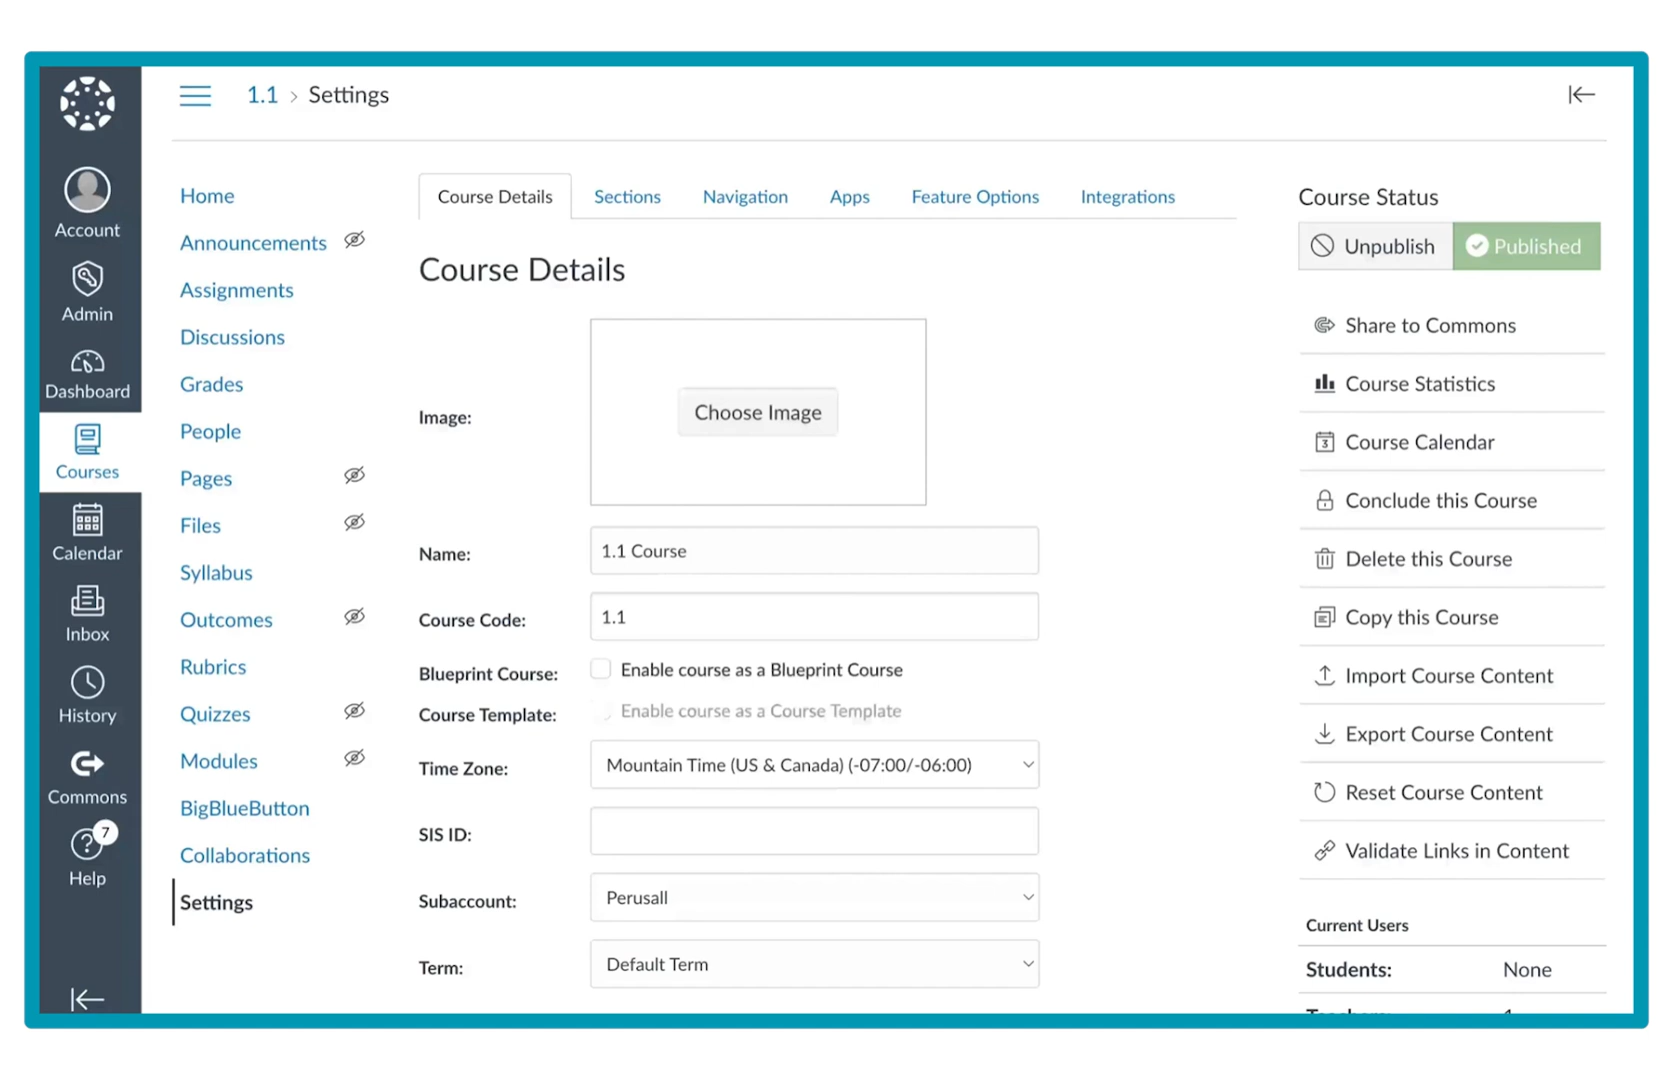 1.1 > Settings
Account
Admin
Dashboard
Courses
Calendar
Inbox
History
Commons
7
Help
Home
Announcements
Assignments
Discussions
Grades
People
Pages
Files
Syllabus
Outcomes
Rubrics
Quizzes
Modules
BigBlueButton
Collaborations
Settings
Course Details Sections Navigation Apps Feature Options Integrations
Course Details
Image: Choose Image
Name: 1.1 Course
Course Code: 1.1
Blueprint Course: Enable course as a Blueprint Course
Course Template: Enable course as a Course Template
Time Zone: Mountain Time (US & Canada) (-07:00/-06:00)
SIS ID:
Subaccount: Perusall
Term: Default Term
Course Status
Unpublish Published
Share to Commons
Course Statistics
3 Course Calendar
Conclude this Course
Delete this Course
Copy this Course
Import Course Content
Export Course Content
Reset Course Content
Validate Links in Content
Current Users
Students: None